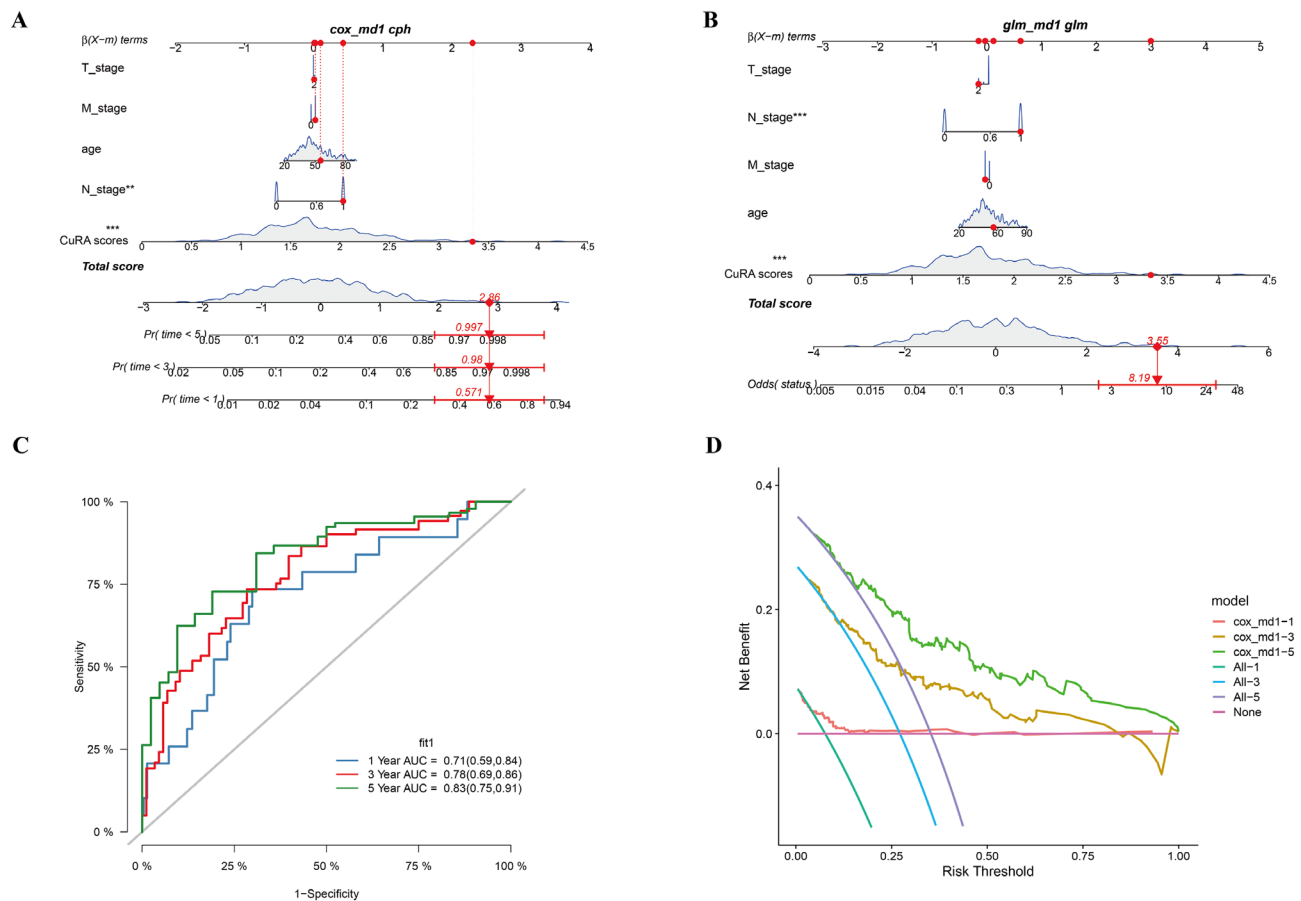 A
cox_md1 cph
β(X−m) terms
−2 −1 0 1 2 3 4
T_stage
2
M_stage
0
age
20 50 80
N_stage**
0 0.6 1
***
CuRA scores
0 0.5 1 1.5 2 2.5 3 3.5 4 4.5
Total score
2.86
−3 −2 −1 0 1 2 3 4
0.997
Pr( time < 5 )
0.05 0.1 0.2 0.4 0.6 0.85 0.97 0.998
0.98
Pr( time < 3 )
0.02 0.05 0.1 0.2 0.4 0.6 0.85 0.97 0.998
0.571
Pr( time < 1 )
0.01 0.02 0.04 0.1 0.2 0.4 0.6 0.8 0.94
B
glm_md1 glm
β(X−m) terms
−3 −2 −1 0 1 2 3 4 5
T_stage
2
N_stage***
0 0.6 1
M_stage
0
age
20 60 90
***
CuRA scores
0 0.5 1 1.5 2 2.5 3 3.5 4 4.5
Total score
3.55
−4 −2 0 2 4 6
8.19
Odds( status )
0.005 0.015 0.04 0.1 0.3 1 3 10 24 48
C
Sensitivity
100 %
75 %
50 %
25 %
0 %
fit1
1 Year AUC = 0.71(0.59,0.84)
3 Year AUC = 0.78(0.69,0.86)
5 Year AUC = 0.83(0.75,0.91)
0 % 25 % 50 % 75 % 100 %
1−Specificity
D
Net Benefit
0.4
0.2
0.0
model
cox_md1−1
cox_md1−3
cox_md1−5
All−1
All−3
All−5
None
0.00 0.25 0.50 0.75 1.00
Risk Threshold